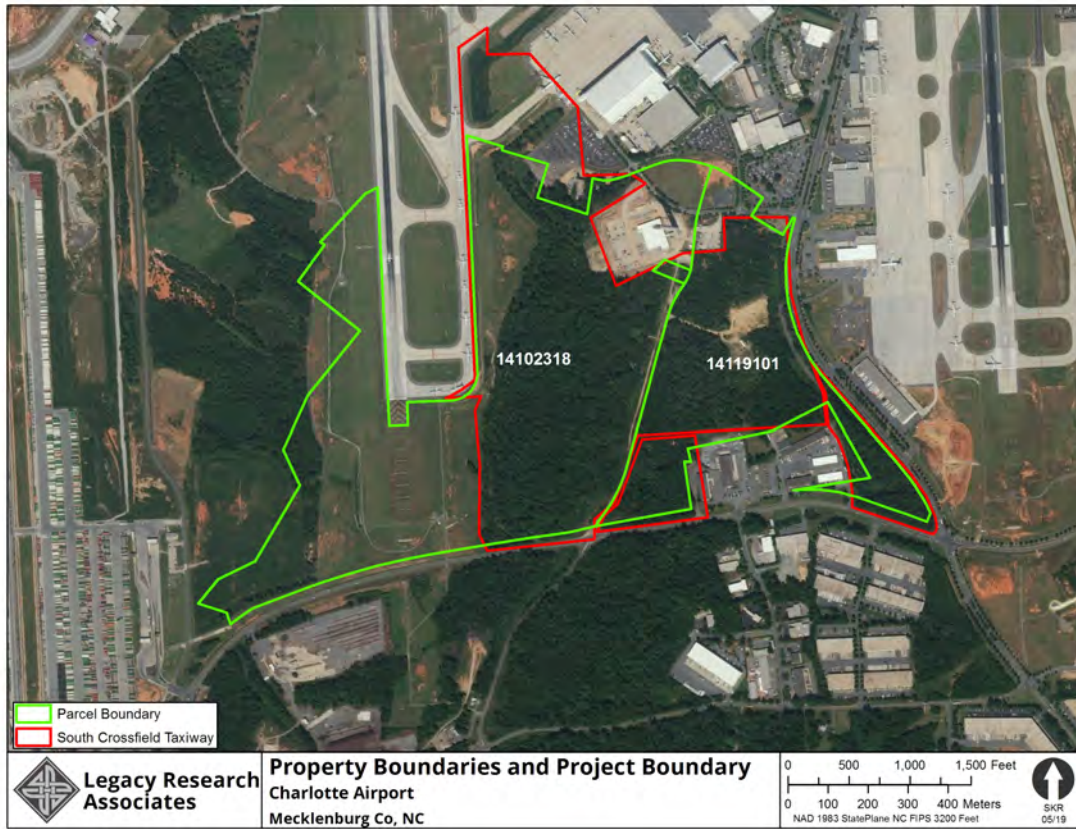 14102318
14119101
Parcel Boundary
South Crossfield Taxiway
Legacy Research
Associates
Property Boundaries and Project Boundary
Charlotte Airport
Mecklenburg Co, NC
0 500 1,000 1,500 Feet
0 100 200 300 400 Meters
NAD 1983 StatePlane NC FIPS 3200 Feet
SKR
05/19